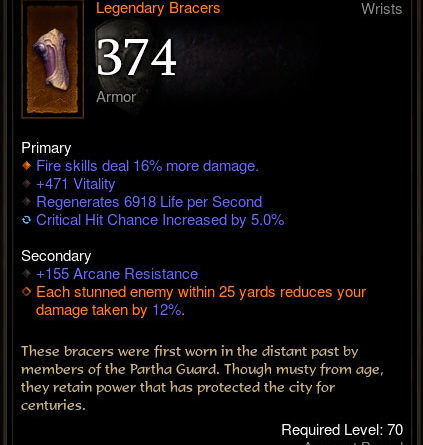 Legendary Bracers
Wrists
374
Armor
Primary
Fire skills deal 16% more damage.
+471 Vitality
Regenerates 6918 Life per Second
Critical Hit Chance Increased by 5.0%
Secondary
+155 Arcane Resistance
Each stunned enemy within 25 yards reduces your
damage taken by 12%.
These bracers were first worn in the distant past by
members of the Partha Guard. Though musty from age,
they retain power that has protected the city for
centuries.
Required Level: 70